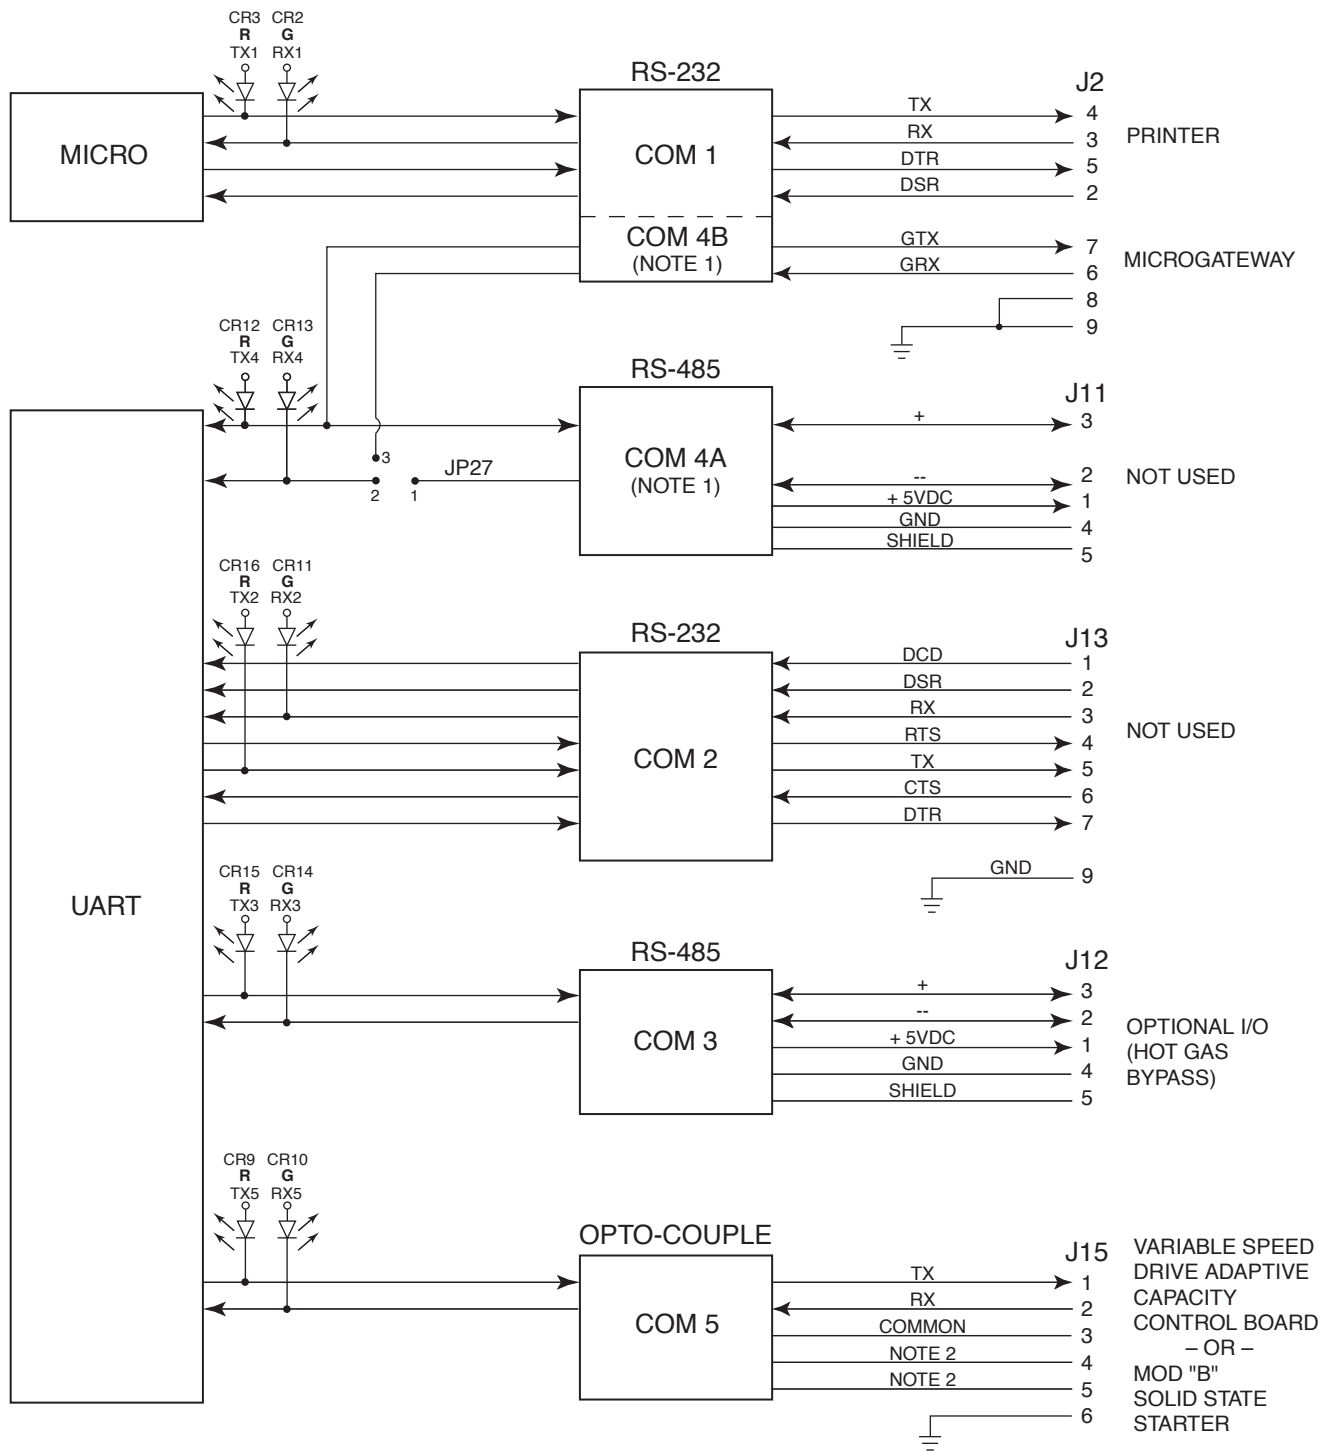 CR3 CR2
R G
TX1 RX1
MICRO
RS-232
COM 1
COM 4B
(NOTE 1)
J2
TX 4
RX 3
DTR 5
DSR 2
PRINTER
GTX 7
GRX 6
8
9
MICROGATEWAY
CR12 CR13
R G
TX4 RX4
UART
3
2 1
JP27
RS-485
COM 4A
(NOTE 1)
J11
+ 3
-- 2
+ 5VDC 1
GND 4
SHIELD 5
NOT USED
CR16 CR11
R G
TX2 RX2
RS-232
COM 2
J13
DCD 1
DSR 2
RX 3
RTS 4
TX 5
CTS 6
DTR 7
GND 9
NOT USED
CR15 CR14
R G
TX3 RX3
RS-485
COM 3
J12
+ 3
-- 2
+ 5VDC 1
GND 4
SHIELD 5
OPTIONAL I/O
(HOT GAS
BYPASS)
CR9 CR10
R G
TX5 RX5
OPTO-COUPLE
COM 5
J15
TX 1
RX 2
COMMON 3
NOTE 2 4
NOTE 2 5
6
VARIABLE SPEED
DRIVE ADAPTIVE
CAPACITY
CONTROL BOARD
– OR –
MOD "B"
SOLID STATE
STARTER